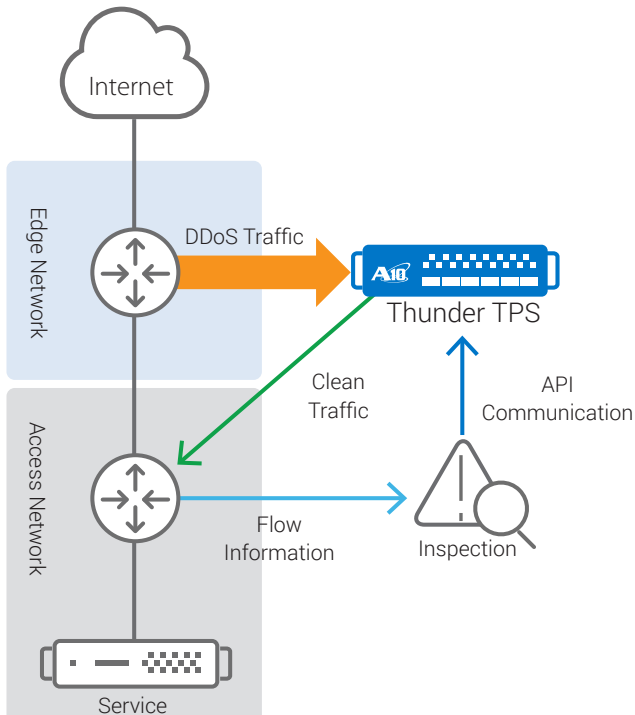 Internet
Edge Network
DDoS Traffic
A10
Thunder TPS
Clean
Traffic
API
Communication
Access Network
Flow
Information
Inspection
Service